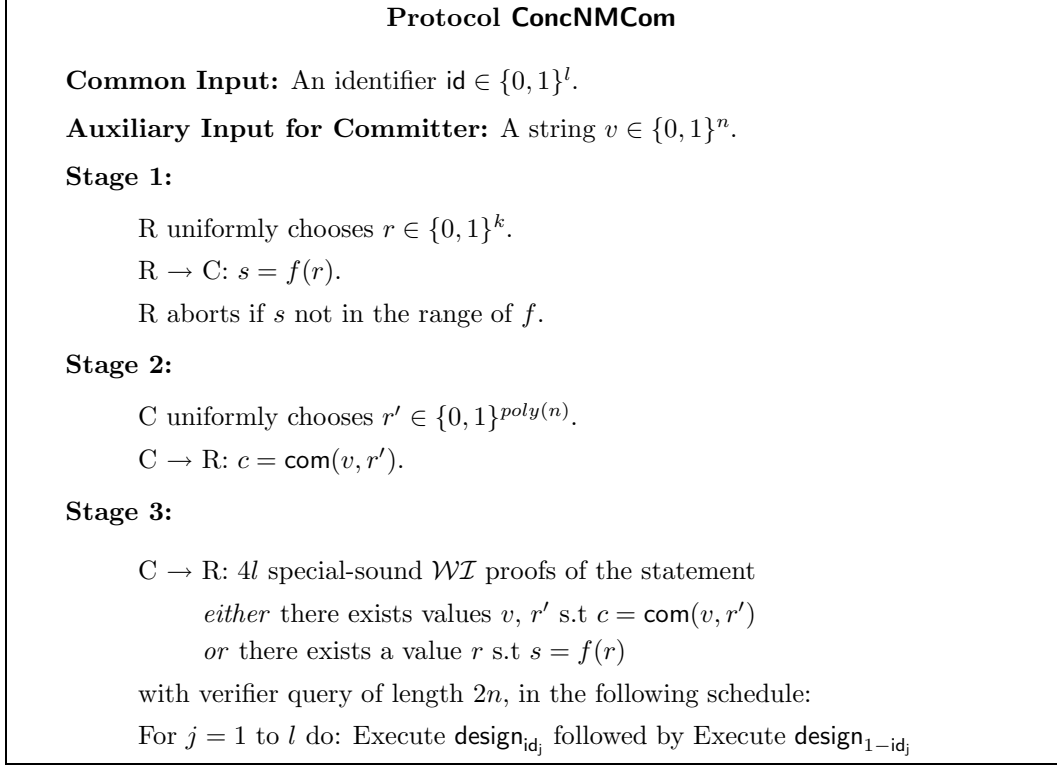 Protocol ConcNMCom
Common Input: An identifier id ∈ {0, 1}^l.
Auxiliary Input for Committer: A string v ∈ {0, 1}^n.
Stage 1:
R uniformly chooses r ∈ {0, 1}^k.
R → C: s = f(r).
R aborts if s not in the range of f.
Stage 2:
C uniformly chooses r′ ∈ {0, 1}^{poly(n)}.
C → R: c = com(v, r′).
Stage 3:
C → R: 4l special-sound WI proofs of the statement
either there exists values v, r′ s.t c = com(v, r′)
or there exists a value r s.t s = f(r)
with verifier query of length 2n, in the following schedule:
For j = 1 to l do: Execute design_{id_j} followed by Execute design_{1−id_j}